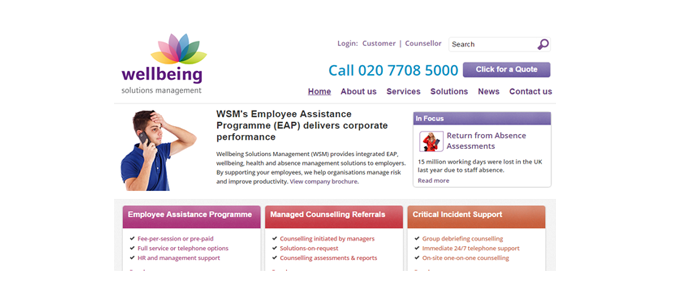 Login: Customer | Counsellor Search
wellbeing
solutions management
Call 020 7708 5000 Click for a Quote
Home About us Services Solutions News Contact us
WSM's Employee Assistance
Programme (EAP) delivers corporate
performance
Wellbeing Solutions Management (WSM) provides integrated EAP,
wellbeing, health and absence management solutions to employers.
By supporting your employees, we help organisations manage risk
and improve productivity. View company brochure.
In Focus
Return from Absence
Assessments
15 million working days were lost in the UK
last year due to staff absence.
Read more
Employee Assistance Programme
Fee-per-session or pre-paid
Full service or telephone options
HR and management support
Managed Counselling Referrals
Counselling initiated by managers
Solutions-on-request
Counselling assessments & reports
Critical Incident Support
Group debriefing counselling
Immediate 24/7 telephone support
On-site one-on-one counselling